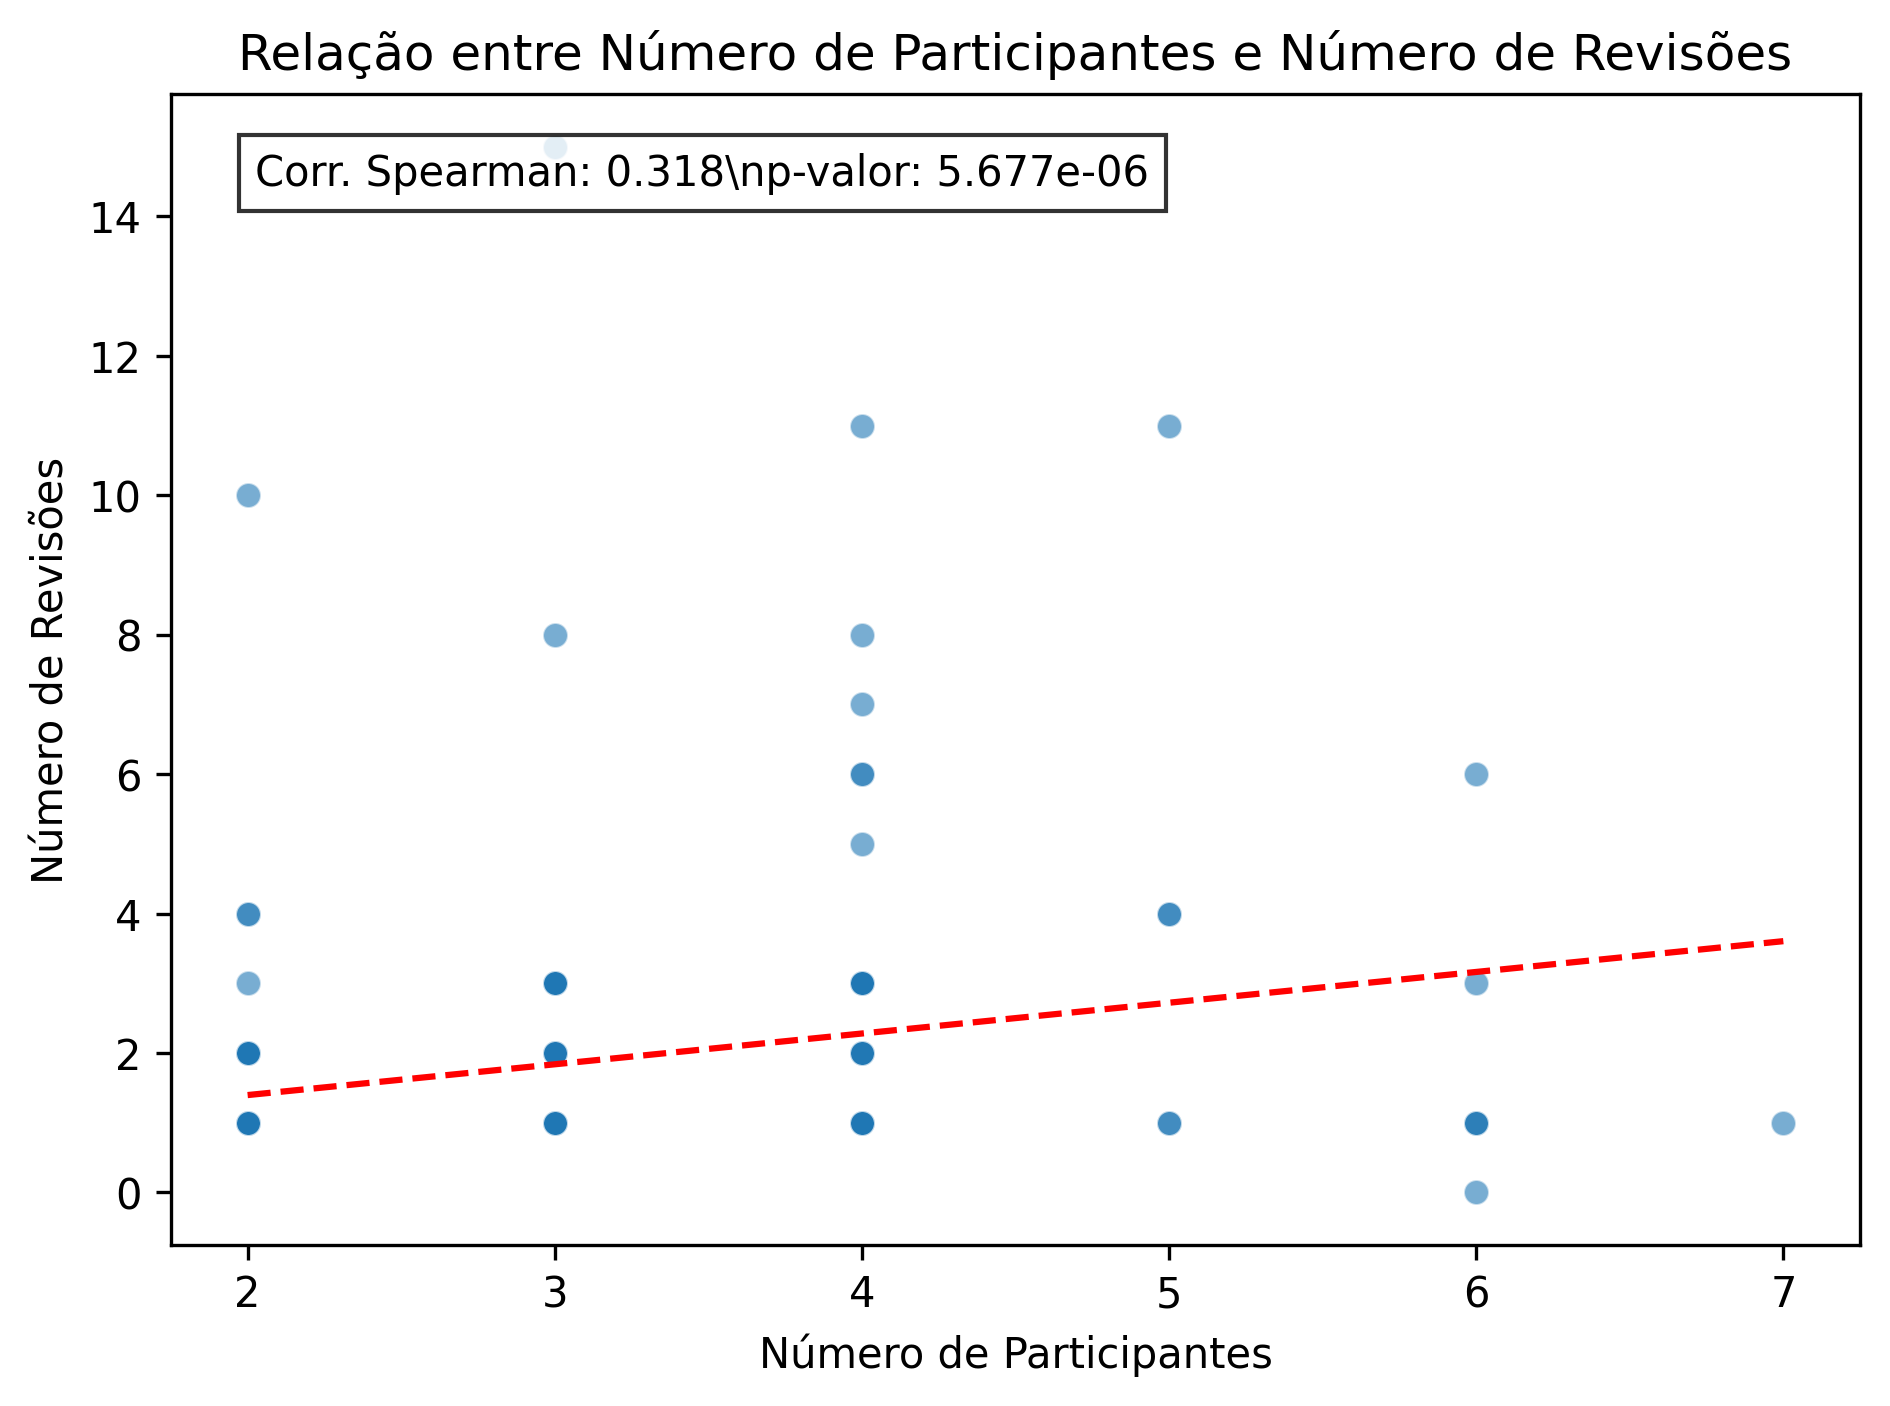 Relação entre Número de Participantes e Número de Revisões
Corr. Spearman: 0.318\np-valor: 5.677e-06
Número de Revisões
14
12
10
8
6
4
2
0
2 3 4 5 6 7
Número de Participantes